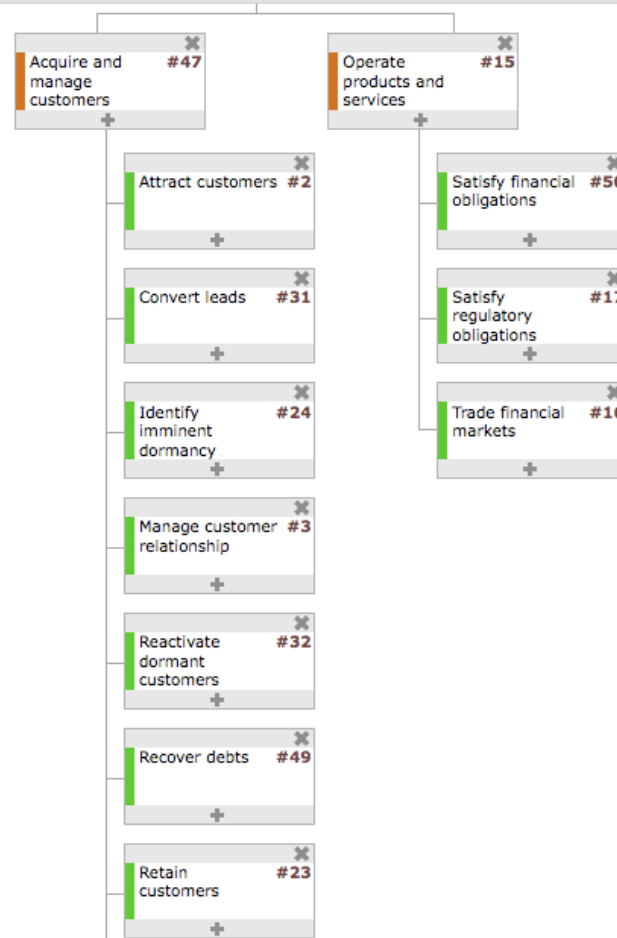 Acquire and #47
manage
customers
Operate #15
products and
services
Attract customers #2
Convert leads #31
Identify #24
imminent
dormancy
Manage customer #3
relationship
Reactivate #32
dormant
customers
Recover debts #49
Retain #23
customers
Satisfy financial
obligations
Satisfy
regulatory
obligations
Trade financial
markets